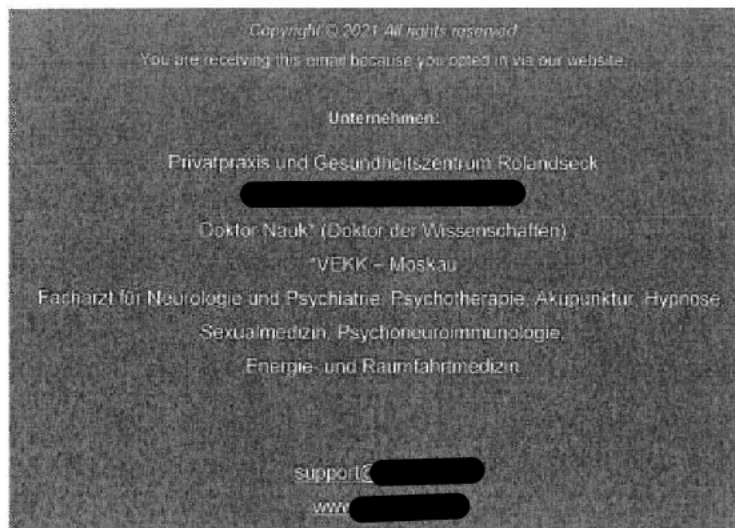 Copyright © 2021 All rights reserved
You are receiving this email because you opted in via our website.
Unternehmen:
Privatpraxis und Gesundheitszentrum Rolandseck
Doktor Nauk* (Doktor der Wissenschaften)
*VEKK – Moskau
Facharzt für Neurologie und Psychiatrie, Psychotherapie, Akupunktur, Hypnose,
Sexualmedizin, Psychoneuroimmunologie,
Energie- und Raumfahrtmedizin
support@
www